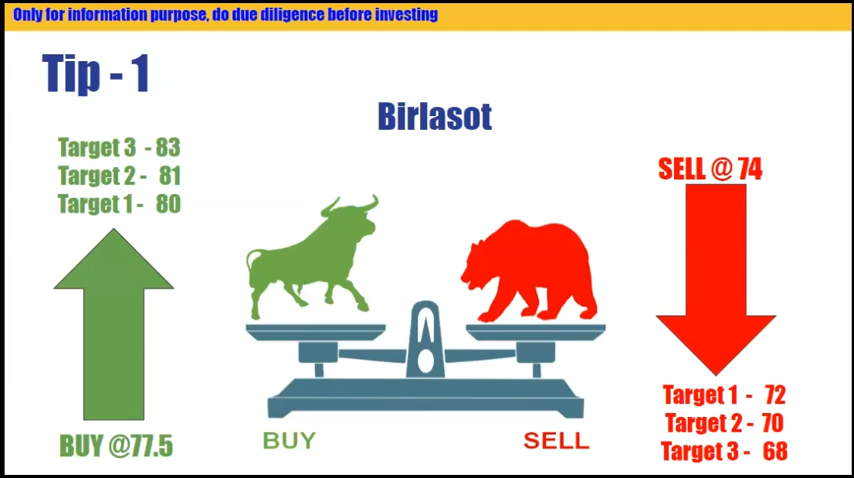 Only for information purpose, do due diligence before investing
Tip - 1
Birlasot
Target 3 - 83
Target 2 - 81
Target 1 - 80
BUY @77.5
BUY
SELL
SELL @ 74
Target 1 - 72
Target 2 - 70
Target 3 - 68